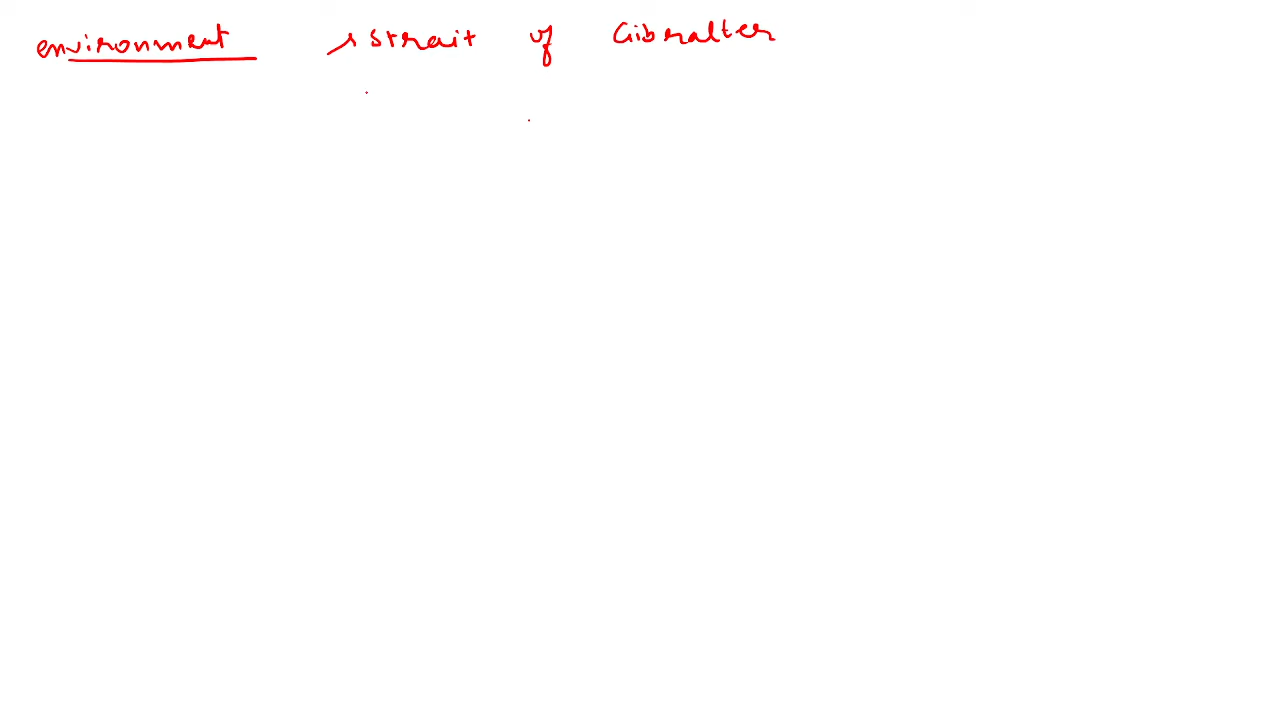 environment → strait of Gibralter